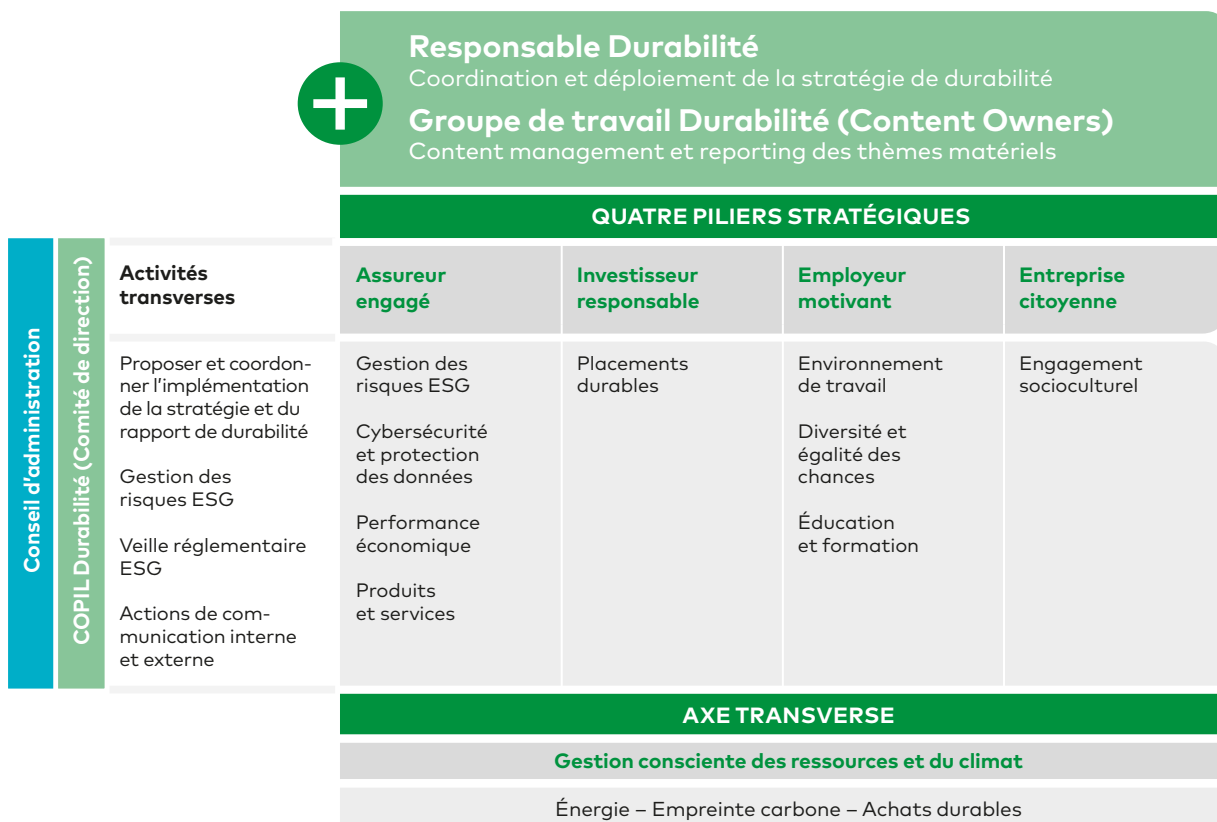 Responsable Durabilité
Coordination et déploiement de la stratégie de durabilité
Groupe de travail Durabilité (Content Owners)
Content management et reporting des thèmes matériels
QUATRE PILIERS STRATÉGIQUES
Conseil d'administration
COPIL Durabilité (Comité de direction)
Activités
transverses
Proposer et coordon-
ner l'implémentation
de la stratégie et du
rapport de durabilité
Gestion des
risques ESG
Veille réglementaire
ESG
Actions de com-
munication interne
et externe
Assureur
engagé
Gestion des
risques ESG
Cybersécurité
et protection
des données
Performance
économique
Produits
et services
Investisseur
responsable
Placements
durables
Employeur
motivant
Environnement
de travail
Diversité et
égalité des
chances
Éducation
et formation
Entreprise
citoyenne
Engagement
socioculturel
AXE TRANSVERSE
Gestion consciente des ressources et du climat
Énergie – Empreinte carbone – Achats durables